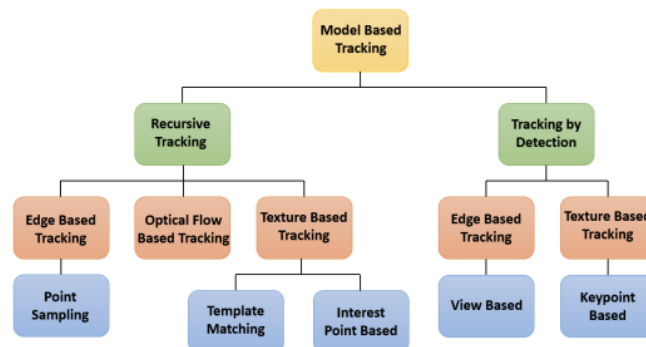 Model Based
Tracking
Recursive
Tracking
Tracking by
Detection
Edge Based
Tracking
Optical Flow
Based Tracking
Texture Based
Tracking
Edge Based
Tracking
Texture Based
Tracking
Point
Sampling
Template
Matching
Interest
Point Based
View Based
Keypoint
Based